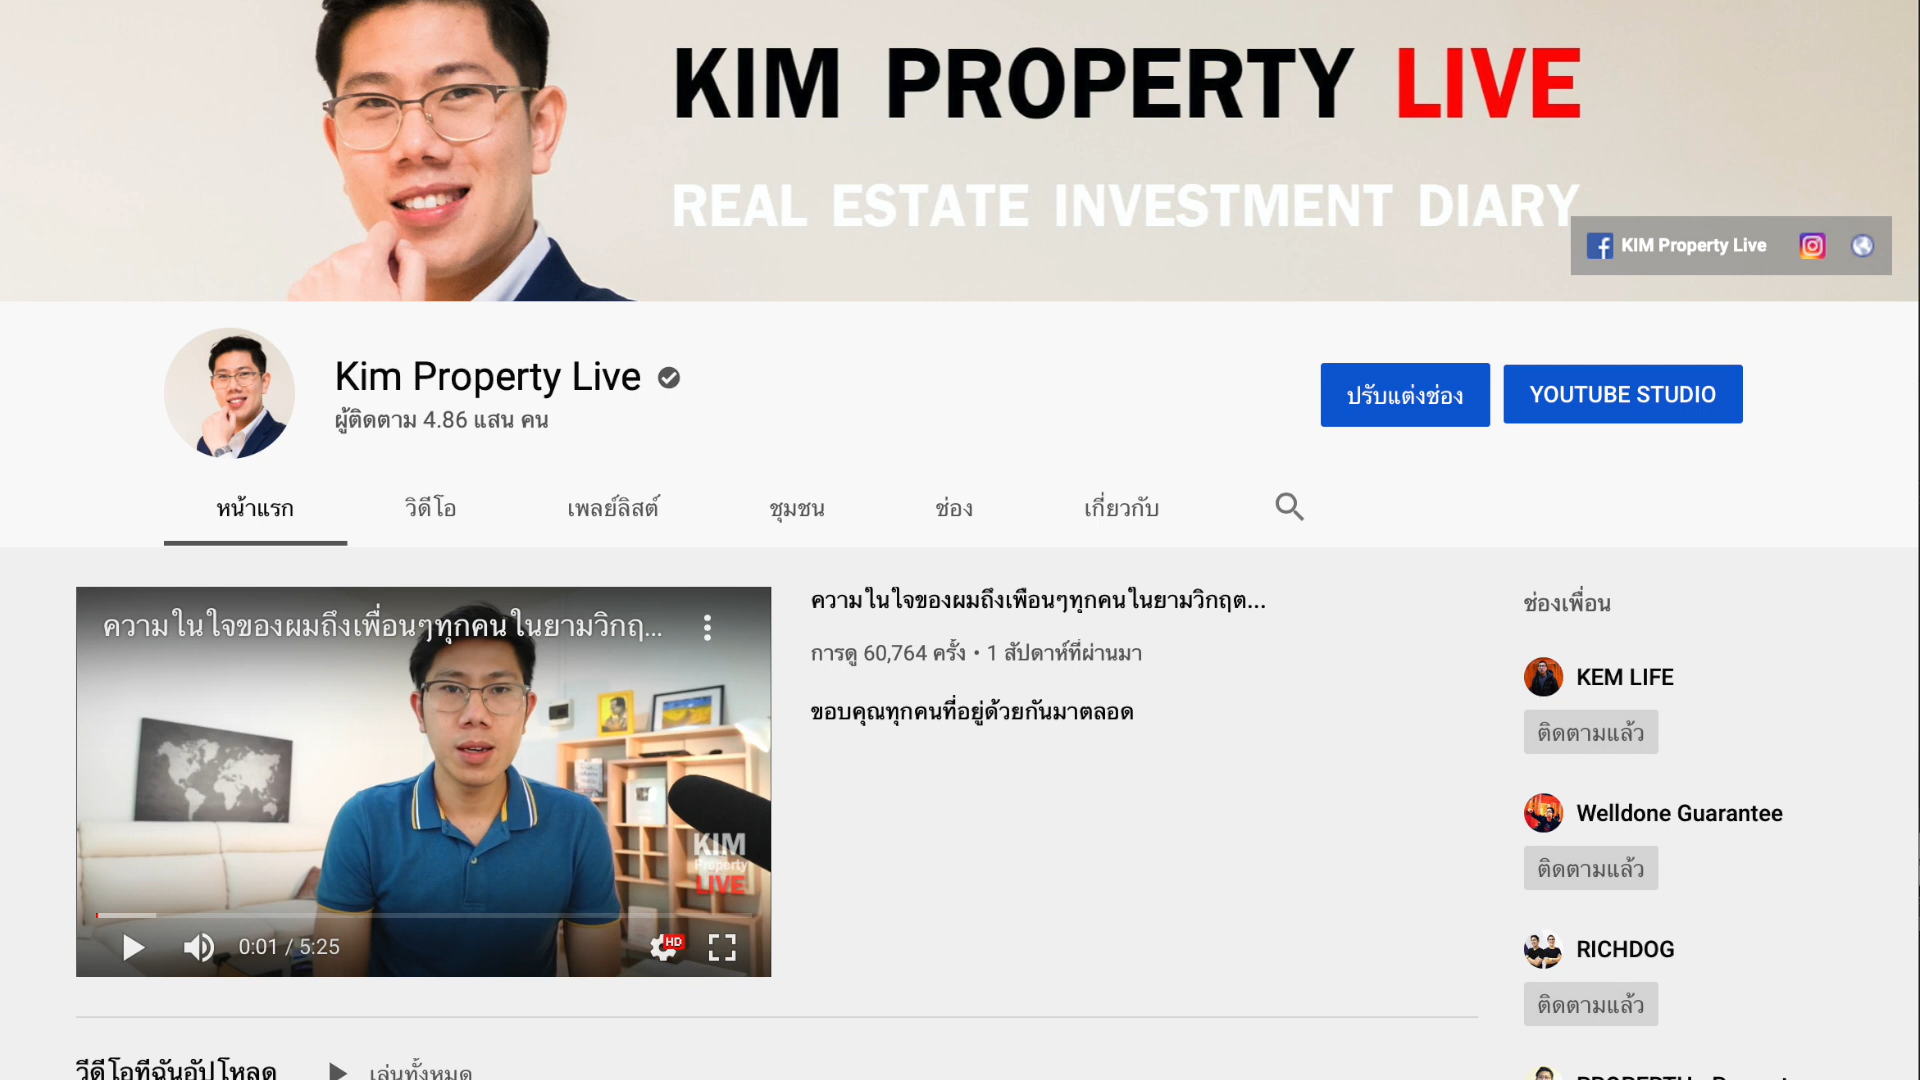 KIM PROPERTY LIVE
REAL ESTATE INVESTMENT DIARY
KIM Property Live
Kim Property Live
ผู้ติดตาม 4.86 แสน คน
ปรับแต่งช่อง
YOUTUBE STUDIO
หน้าแรก วิดีโอ เพลย์ลิสต์ ชุมชน ช่อง เกี่ยวกับ
ความในใจของผมถึงเพื่อนๆทุกคน ในยามวิกฤ...
KIM
Property
LIVE
HD
0:01 / 5:25
ความในใจของผมถึงเพื่อนๆทุกคนในยามวิกฤต...
การดู 60,764 ครั้ง • 1 สัปดาห์ที่ผ่านมา
ขอบคุณทุกคนที่อยู่ด้วยกันมาตลอด
ช่องเพื่อน
KEM LIFE
ติดตามแล้ว
Welldone Guarantee
ติดตามแล้ว
RICHDOG
ติดตามแล้ว
วิดีโอที่ฉันอัปโหลด
เล่นทั้งหมด